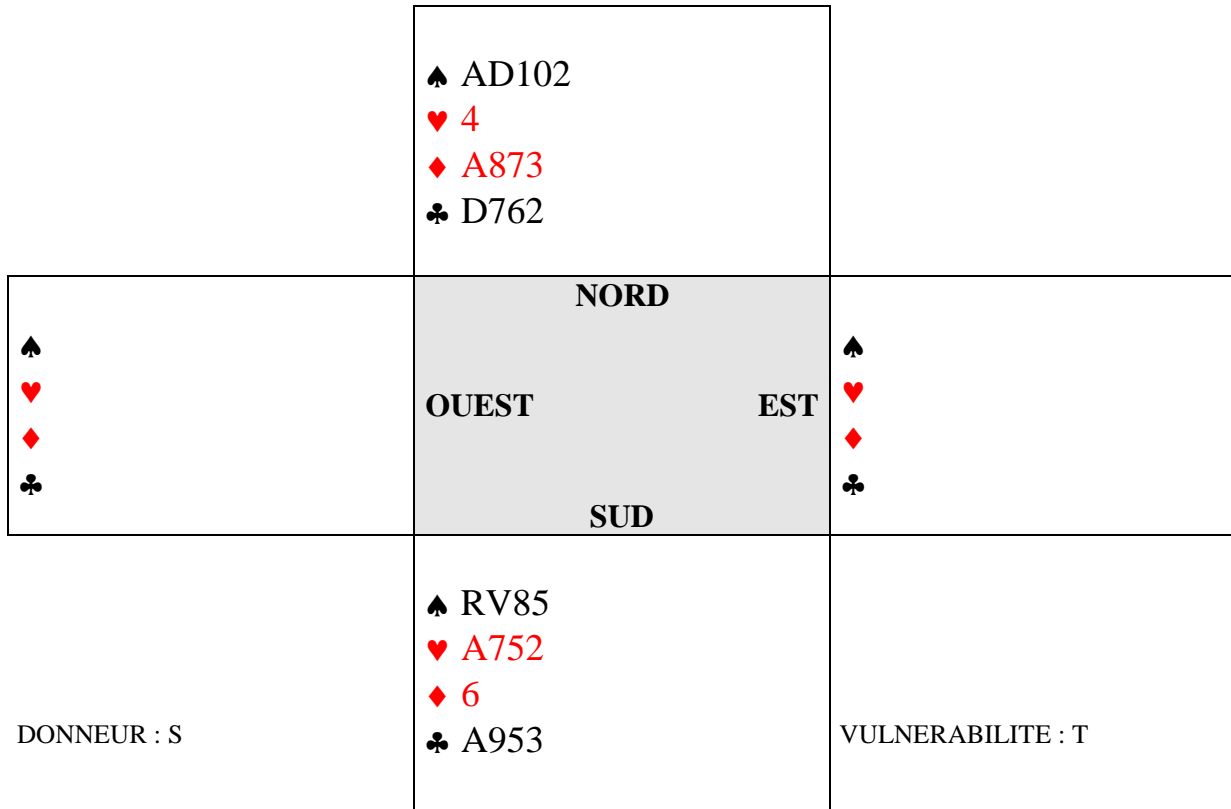 ♠ AD102
♥ 4
♦ A873
♣ D762
NORD
♠
♥
♦
♣
OUEST EST
♠
♥
♦
♣
SUD
♠ RV85
♥ A752
♦ 6
♣ A953
DONNEUR : S
VULNERABILITE : T